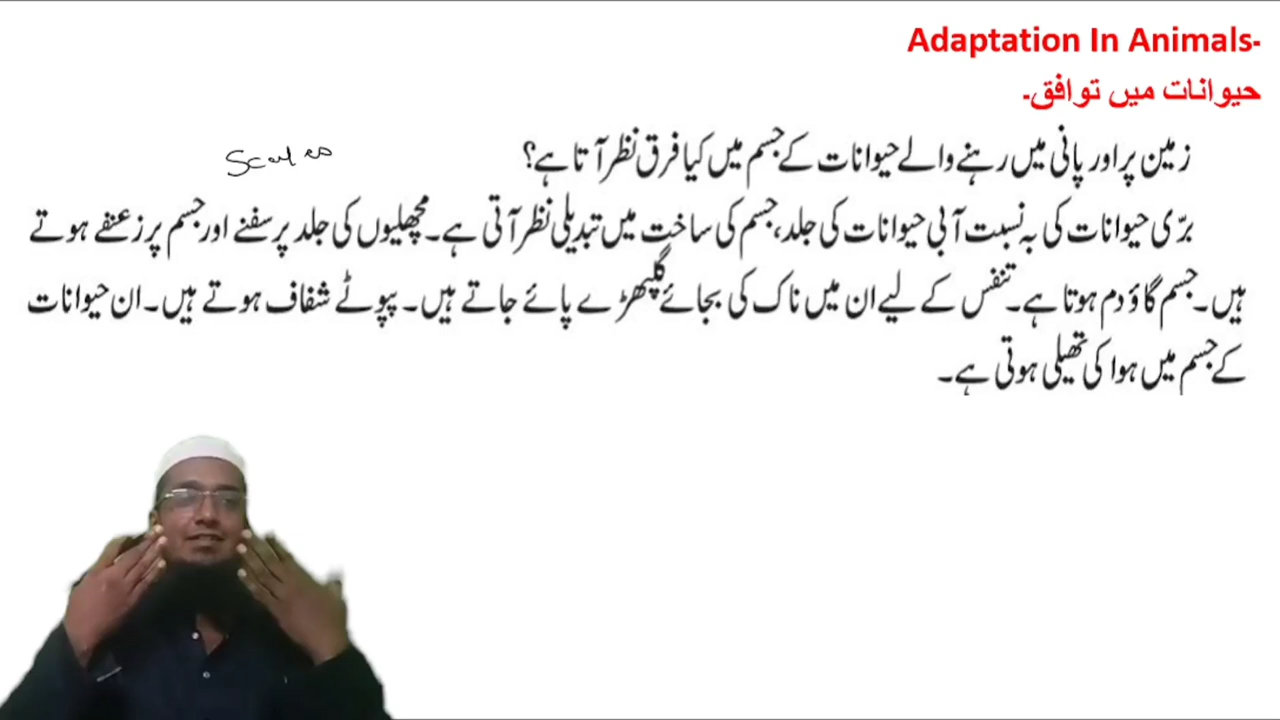 Adaptation In Animals-
حیوانات میں توافق۔
زمین پر اور پانی میں رہنے والے حیوانات کے جسم میں کیا فرق نظر آتا ہے؟
Scales
برّی حیوانات کی بہ نسبت آبی حیوانات کی جلد، جسم کی ساخت میں تبدیلی نظر آتی ہے۔ مچھلیوں کی جلد پر سفنے اور جسم پر زعنفے ہوتے
ہیں۔ جسم گاؤ دم ہوتا ہے۔ تنفس کے لیے ان میں ناک کی بجائے گلپھڑے پائے جاتے ہیں۔ پپوٹے شفاف ہوتے ہیں۔ ان حیوانات
کے جسم میں ہوا کی تھیلی ہوتی ہے۔